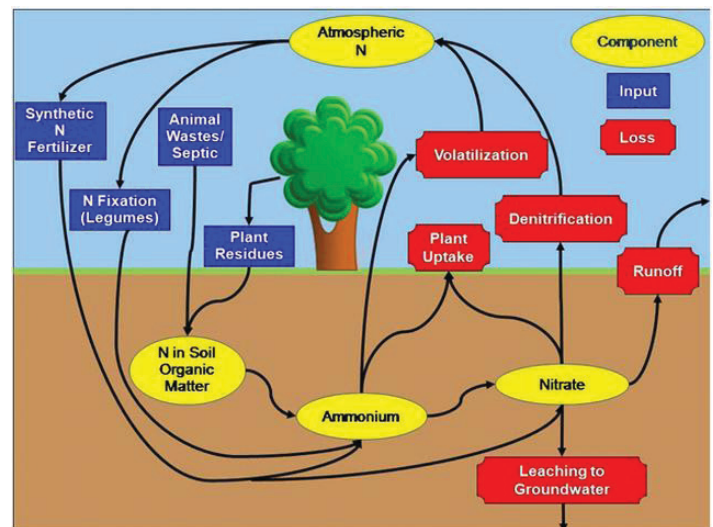 Atmospheric
N
Component
Input
Loss
Synthetic
N
Fertilizer
Animal
Wastes/
Septic
Volatilization
N Fixation
(Legumes)
Plant
Residues
Plant
Uptake
Denitrification
Runoff
N in Soil
Organic
Matter
Ammonium
Nitrate
Leaching to
Groundwater